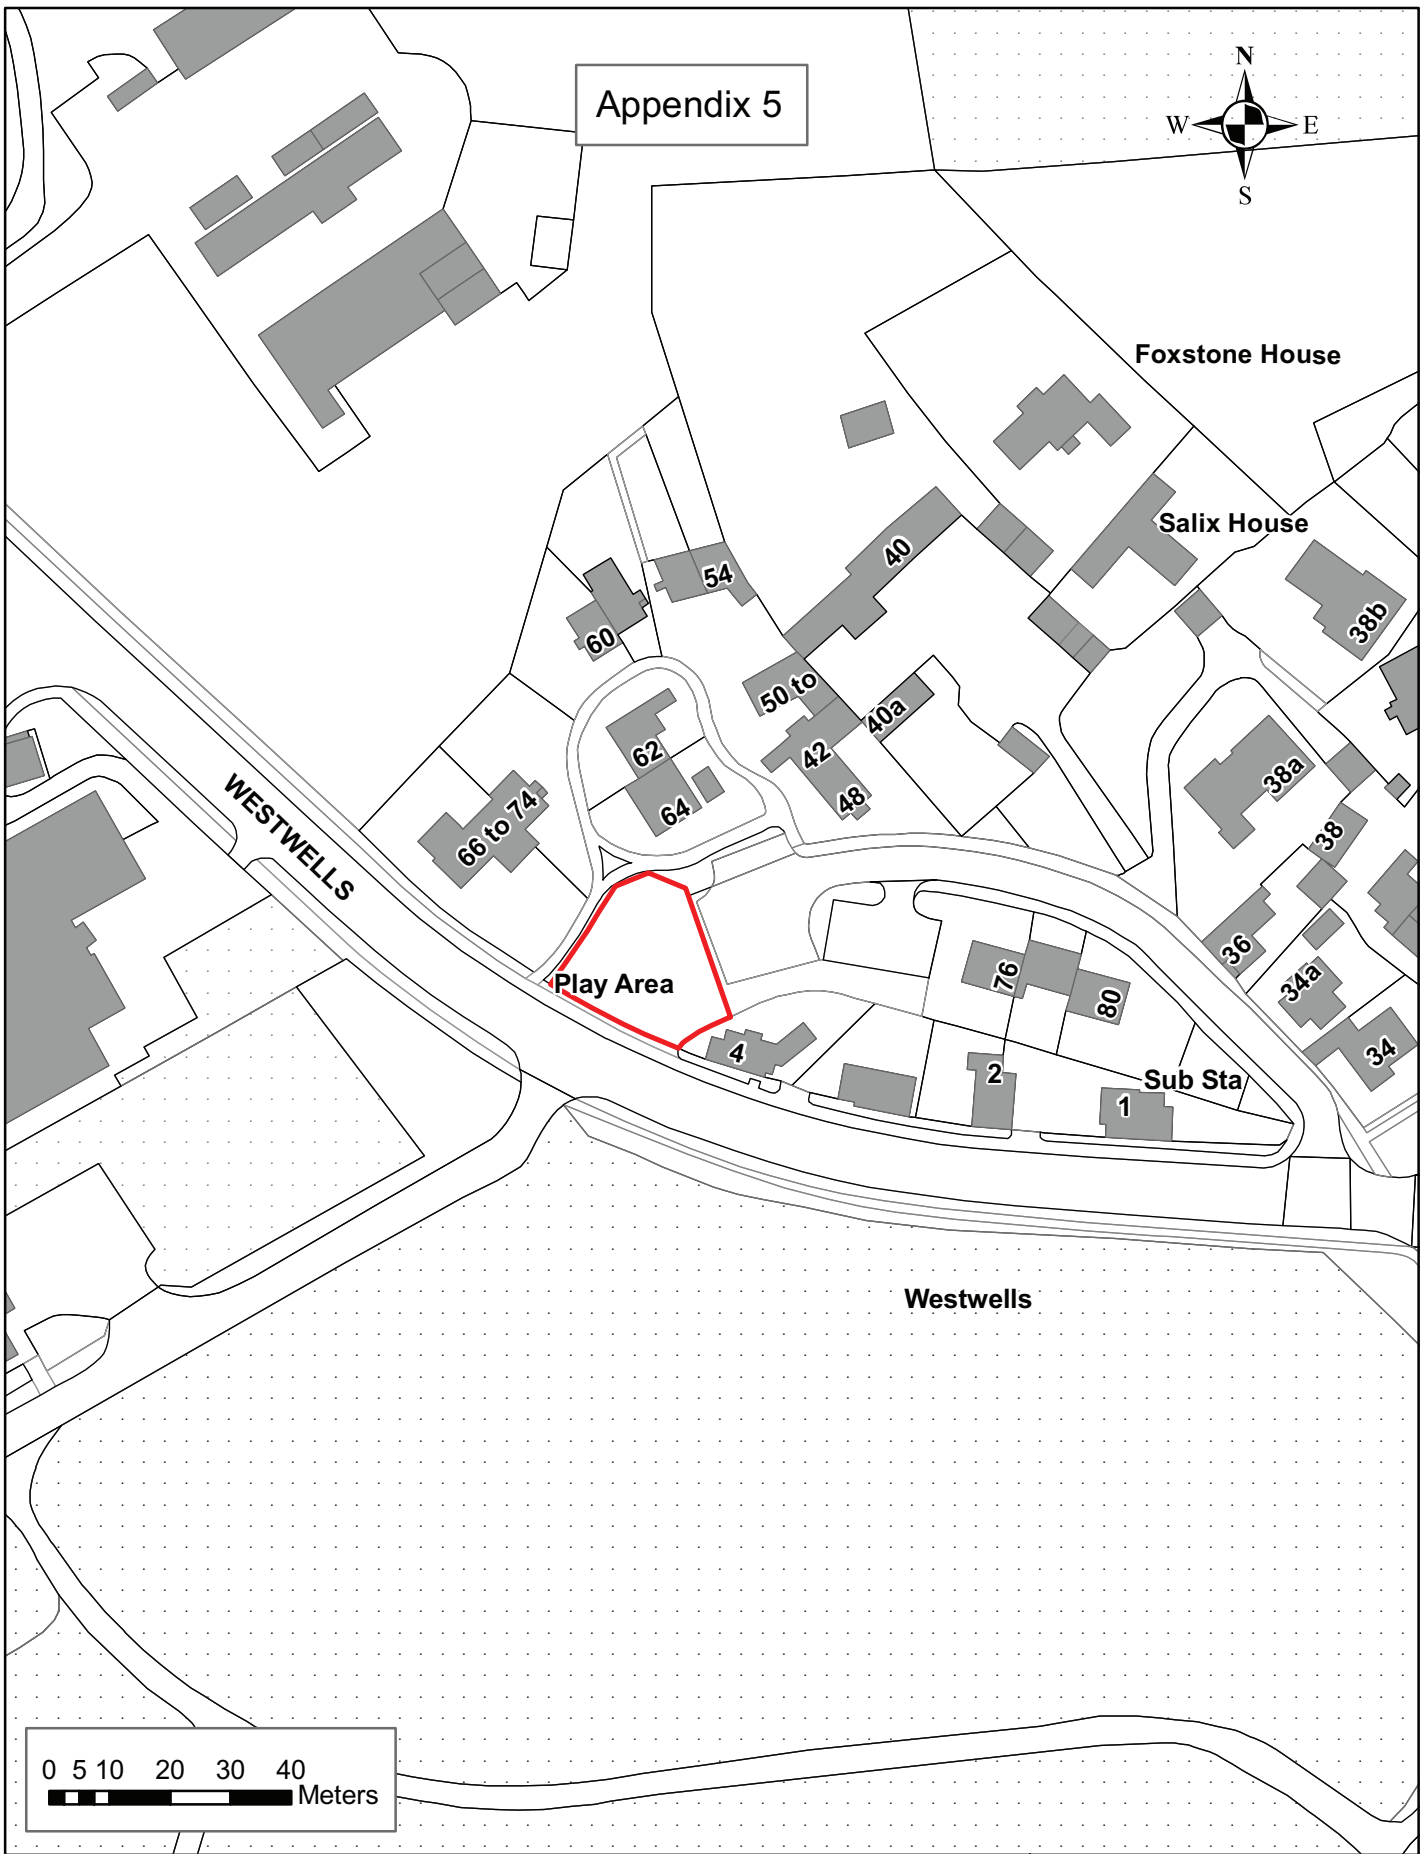 Appendix 5
N
W E
S
Foxstone House
Salix House
40
54
38b
60
50 to
40a
62
42
38a
48
64
66 to 74
38
WESTWELLS
36
76
34a
Play Area
80
4
34
2
Sub Sta
1
Westwells
0 5 10 20 30 40
Meters